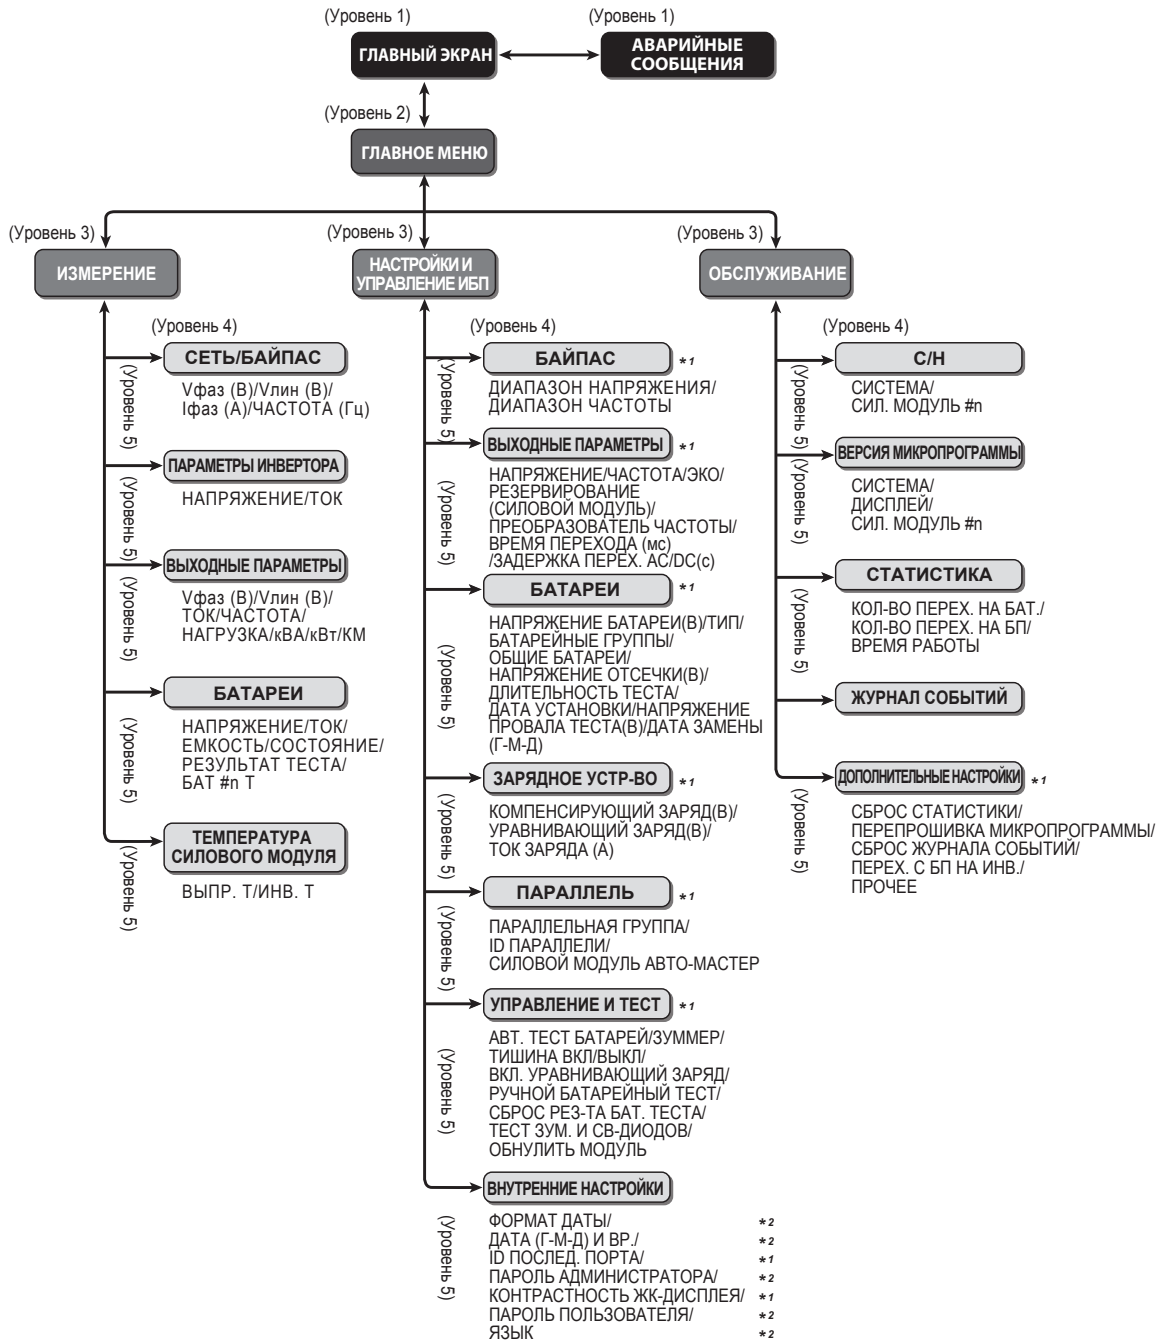 (Уровень 1)
(Уровень 1)
ГЛАВНЫЙ ЭКРАН
АВАРИЙНЫЕ
СООБЩЕНИЯ
(Уровень 2)
ГЛАВНОЕ МЕНЮ
(Уровень 3)
(Уровень 3)
(Уровень 3)
ИЗМЕРЕНИЕ
НАСТРОЙКИ И
УПРАВЛЕНИЕ ИБП
ОБСЛУЖИВАНИЕ
(Уровень 4)
СЕТЬ/БАЙПАС
(Уровень 5)
Vфаз (В)/Vлин (В)/
Iфаз (А)/ЧАСТОТА (Гц)
ПАРАМЕТРЫ ИНВЕРТОРА
(Уровень 5)
НАПРЯЖЕНИЕ/ТОК
ВЫХОДНЫЕ ПАРАМЕТРЫ
(Уровень 5)
Vфаз (В)/Vлин (В)/
ТОК/ЧАСТОТА/
НАГРУЗКА/кВА/кВт/КМ
БАТАРЕИ
(Уровень 5)
НАПРЯЖЕНИЕ/ТОК/
ЕМКОСТЬ/СОСТОЯНИЕ/
РЕЗУЛЬТАТ ТЕСТА/
БАТ #n T
ТЕМПЕРАТУРА
СИЛОВОГО МОДУЛЯ
(Уровень 5)
ВЫПР. Т/ИНВ. Т
(Уровень 4)
БАЙПАС *1
(Уровень 5)
ДИАПАЗОН НАПРЯЖЕНИЯ/
ДИАПАЗОН ЧАСТОТЫ
ВЫХОДНЫЕ ПАРАМЕТРЫ *1
(Уровень 5)
НАПРЯЖЕНИЕ/ЧАСТОТА/ЭКО/
РЕЗЕРВИРОВАНИЕ
(СИЛОВОЙ МОДУЛЬ)/
ПРЕОБРАЗОВАТЕЛЬ ЧАСТОТЫ/
ВРЕМЯ ПЕРЕХОДА (мс)
/ЗАДЕРЖКА ПЕРЕХ. AC/DC(c)
БАТАРЕИ *1
(Уровень 5)
НАПРЯЖЕНИЕ БАТАРЕИ(В)/ТИП/
БАТАРЕЙНЫЕ ГРУППЫ/
ОБЩИЕ БАТАРЕИ/
НАПРЯЖЕНИЕ ОТСЕЧКИ(В)/
ДЛИТЕЛЬНОСТЬ ТЕСТА/
ДАТА УСТАНОВКИ/НАПРЯЖЕНИЕ
ПРОВАЛА ТЕСТА(В)/ДАТА ЗАМЕНЫ
(Г-М-Д)
ЗАРЯДНОЕ УСТР-ВО *1
(Уровень 5)
КОМПЕНСИРУЮЩИЙ ЗАРЯД(В)/
УРАВНИВАЮЩИЙ ЗАРЯД(В)/
ТОК ЗАРЯДА (А)
ПАРАЛЛЕЛЬ *1
(Уровень 5)
ПАРАЛЛЕЛЬНАЯ ГРУППА/
ID ПАРАЛЛЕЛИ/
СИЛОВОЙ МОДУЛЬ АВТО-МАСТЕР
УПРАВЛЕНИЕ И ТЕСТ *1
(Уровень 5)
АВТ. ТЕСТ БАТАРЕЙ/ЗУММЕР/
ТИШИНА ВКЛ/ВЫКЛ/
ВКЛ. УРАВНИВАЮЩИЙ ЗАРЯД/
РУЧНОЙ БАТАРЕЙНЫЙ ТЕСТ/
СБРОС РЕЗ-ТА БАТ. ТЕСТА/
ТЕСТ ЗУМ. И СВ-ДИОДОВ/
ОБНУЛИТЬ МОДУЛЬ
ВНУТРЕННИЕ НАСТРОЙКИ
(Уровень 5)
ФОРМАТ ДАТЫ/ *2
ДАТА (Г-М-Д) И ВР./ *2
ID ПОСЛЕД. ПОРТА/ *1
ПАРОЛЬ АДМИНИСТРАТОРА/ *2
КОНТРАСТНОСТЬ ЖК-ДИСПЛЕЯ/ *1
ПАРОЛЬ ПОЛЬЗОВАТЕЛЯ/ *2
ЯЗЫК *2
(Уровень 4)
С/Н
(Уровень 5)
СИСТЕМА/
СИЛ. МОДУЛЬ #n
ВЕРСИЯ МИКРОПРОГРАММЫ
(Уровень 5)
СИСТЕМА/
ДИСПЛЕЙ/
СИЛ. МОДУЛЬ #n
СТАТИСТИКА
(Уровень 5)
КОЛ-ВО ПЕРЕХ. НА БАТ./
КОЛ-ВО ПЕРЕХ. НА БП/
ВРЕМЯ РАБОТЫ
ЖУРНАЛ СОБЫТИЙ
ДОПОЛНИТЕЛЬНЫЕ НАСТРОЙКИ *1
(Уровень 5)
СБРОС СТАТИСТИКИ/
ПЕРЕПРОШИВКА МИКРОПРОГРАММЫ/
СБРОС ЖУРНАЛА СОБЫТИЙ/
ПЕРЕХ. С БП НА ИНВ./
ПРОЧЕЕ